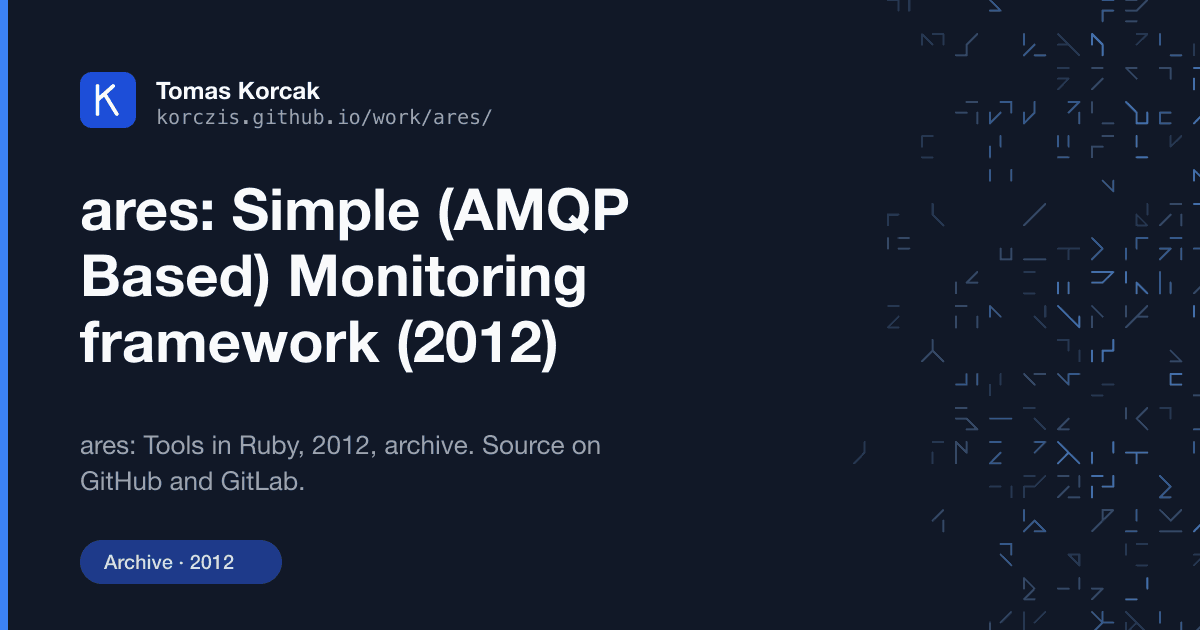 K
Tomas Korcak
korczis.github.io/work/ares/
ares: Simple (AMQP
Based) Monitoring
framework (2012)
ares: Tools in Ruby, 2012, archive. Source on
GitHub and GitLab.
Archive · 2012